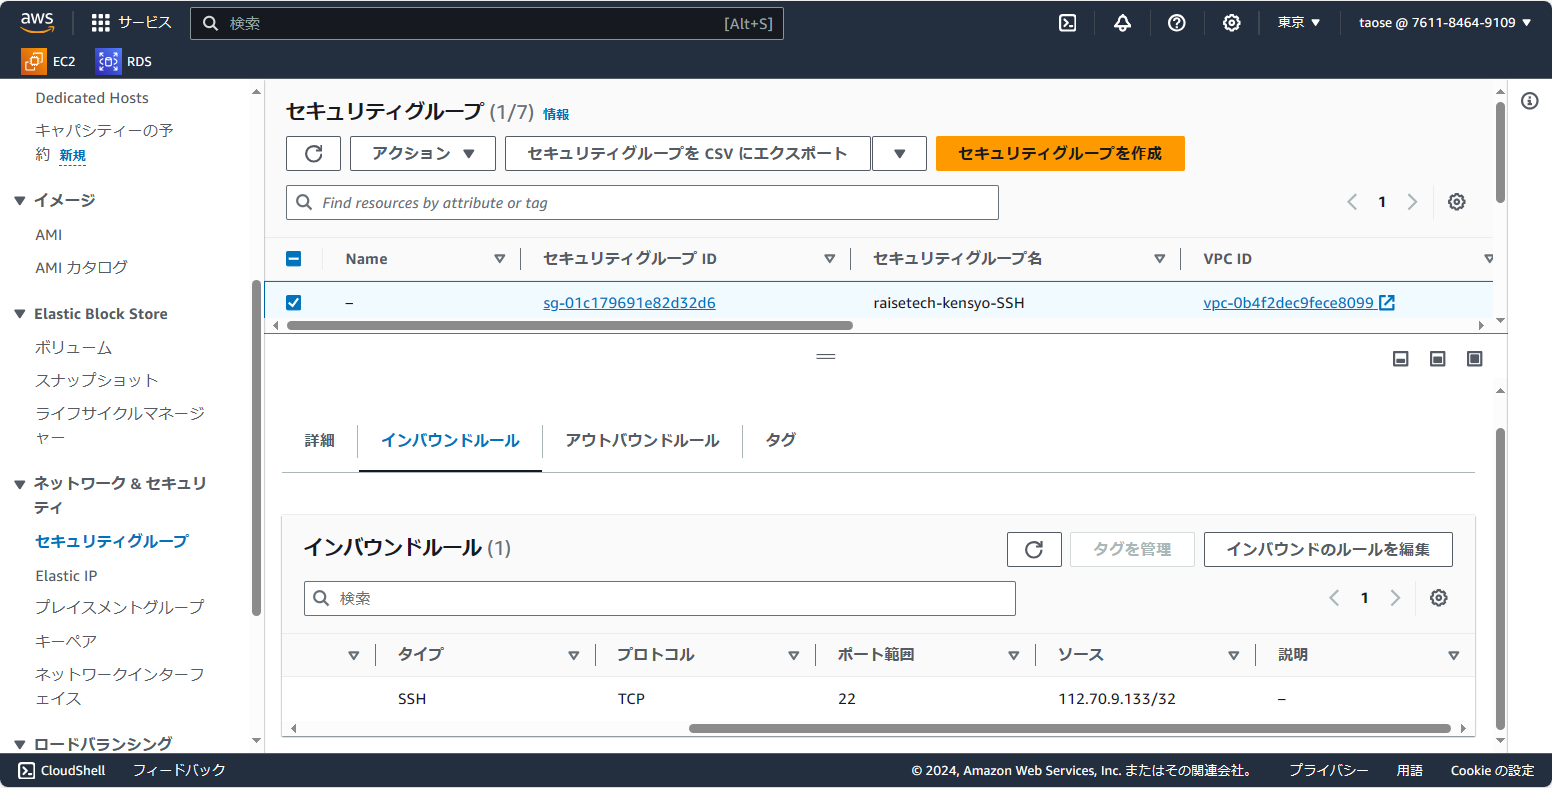 aws サービス 検索 [Alt+S] 東京 ▼ taose @ 7611-8464-9109 ▼
EC2 RDS
Dedicated Hosts
キャパシティーの予
約 新規
▼ イメージ
AMI
AMI カタログ
▼ Elastic Block Store
ボリューム
スナップショット
ライフサイクルマネージ
ャー
▼ ネットワーク & セキュリ
ティ
セキュリティグループ
Elastic IP
プレイスメントグループ
キーペア
ネットワークインターフ
ェイス
▼ ロードバランシング
セキュリティグループ (1/7) 情報
アクション ▼ セキュリティグループを CSV にエクスポート ▼ セキュリティグループを作成
Find resources by attribute or tag 1
Name セキュリティグループ ID セキュリティグループ名 VPC ID
– sg-01c179691e82d32d6 raisetech-kensyo-SSH vpc-0b4f2dec9fece8099
詳細 インバウンドルール アウトバウンドルール タグ
インバウンドルール (1) タグを管理 インバウンドのルールを編集
検索 1
タイプ プロトコル ポート範囲 ソース 説明
SSH TCP 22 112.70.9.133/32 –
CloudShell フィードバック © 2024, Amazon Web Services, Inc. またはその関連会社。 プライバシー 用語 Cookie の設定